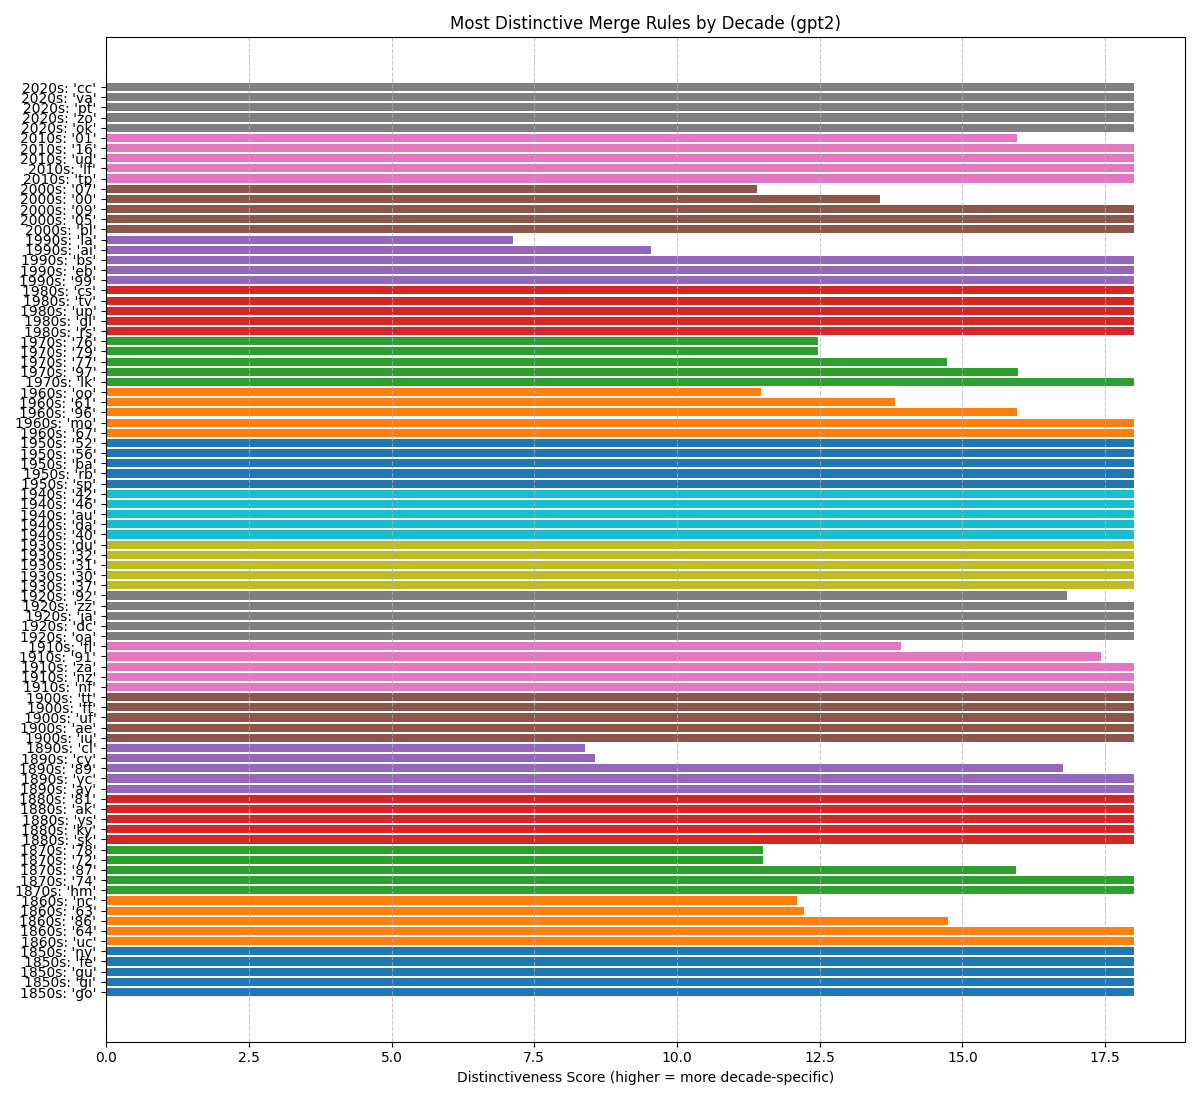 Most Distinctive Merge Rules by Decade (gpt2)
2020s: 'cc'
2020s: 'va'
2020s: 'pt'
2020s: 'zo'
2020s: 'ok'
2010s: '01'
2010s: '16'
2010s: 'ud'
2010s: 'lf'
2010s: 'tp'
2000s: '07'
2000s: '00'
2000s: '09'
2000s: '05'
2000s: 'pl'
1990s: 'la'
1990s: 'ai'
1990s: 'bs'
1990s: 'eb'
1990s: '99'
1980s: 'cs'
1980s: 'tv'
1980s: 'up'
1980s: 'gl'
1980s: 'rs'
1970s: '76'
1970s: '79'
1970s: '77'
1970s: '97'
1970s: 'lk'
1960s: 'oo'
1960s: '61'
1960s: '96'
1960s: 'mo'
1960s: '67'
1950s: '52'
1950s: '56'
1950s: 'ba'
1950s: 'rb'
1950s: 'sp'
1940s: '42'
1940s: '46'
1940s: 'au'
1940s: 'da'
1940s: '40'
1930s: 'du'
1930s: '32'
1930s: '31'
1930s: '30'
1930s: '37'
1920s: '92'
1920s: 'zz'
1920s: 'ja'
1920s: 'dc'
1920s: 'oa'
1910s: 'fl'
1910s: '91'
1910s: 'za'
1910s: 'nz'
1910s: 'nf'
1900s: 'tt'
1900s: 'ff'
1900s: 'uf'
1900s: 'ae'
1900s: 'iu'
1890s: 'cl'
1890s: 'cy'
1890s: '89'
1890s: 'yc'
1890s: 'ay'
1880s: '81'
1880s: 'ak'
1880s: 'ys'
1880s: 'ky'
1880s: 'sk'
1870s: '78'
1870s: '72'
1870s: '87'
1870s: '74'
1870s: 'hm'
1860s: 'nc'
1860s: '63'
1860s: '86'
1860s: '64'
1860s: 'uc'
1850s: 'ny'
1850s: 'fe'
1850s: 'gu'
1850s: 'gi'
1850s: 'go'
0.0 2.5 5.0 7.5 10.0 12.5 15.0 17.5
Distinctiveness Score (higher = more decade-specific)